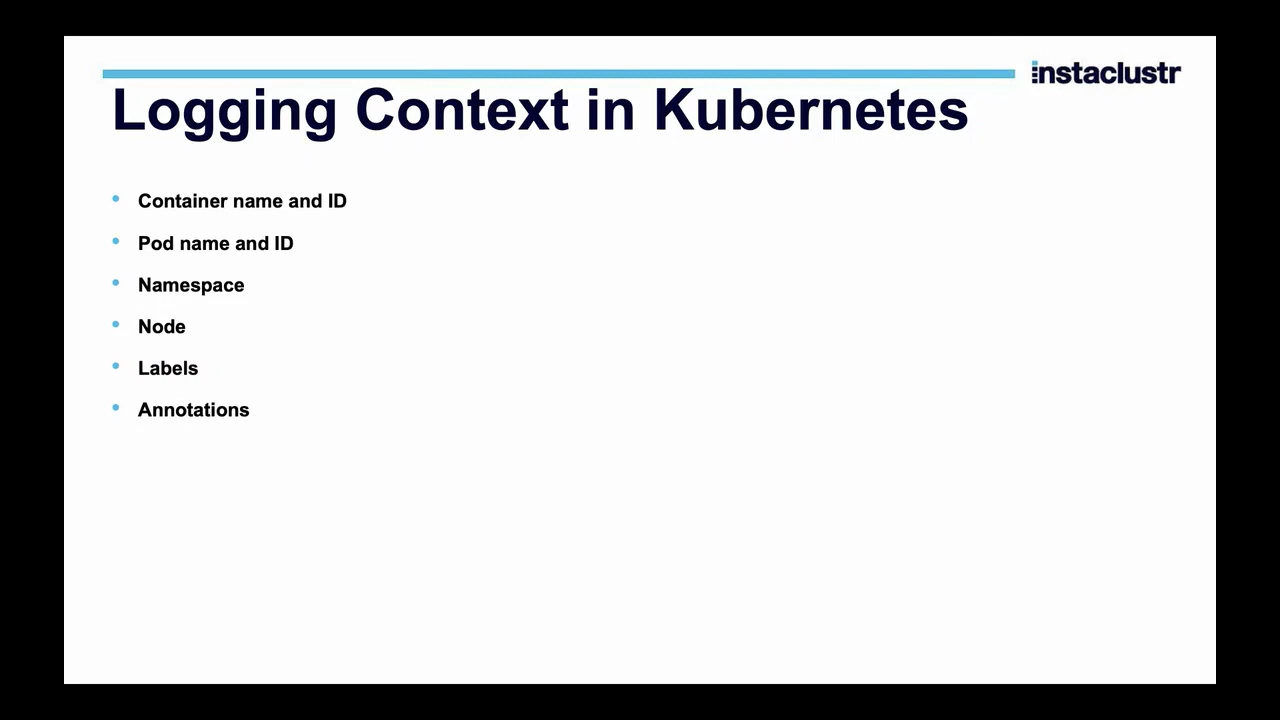 instaclustr
Logging Context in Kubernetes
• Container name and ID
• Pod name and ID
• Namespace
• Node
• Labels
• Annotations